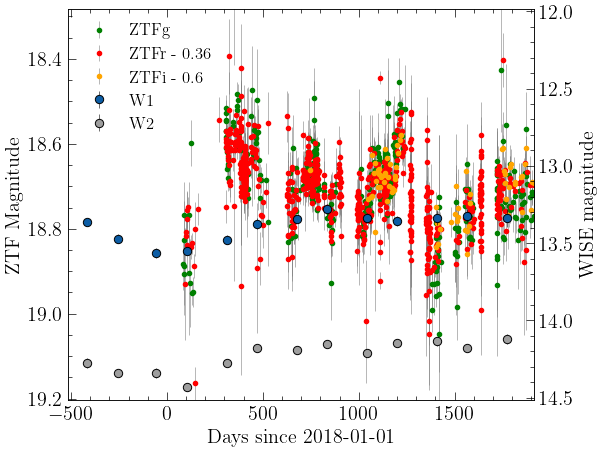 ZTFg
ZTFr - 0.36
ZTFi - 0.6
W1
W2
18.4
18.6
18.8
19.0
19.2
12.0
12.5
13.0
13.5
14.0
14.5
−500
0
500
1000
1500
ZTF Magnitude
WISE magnitude
Days since 2018-01-01